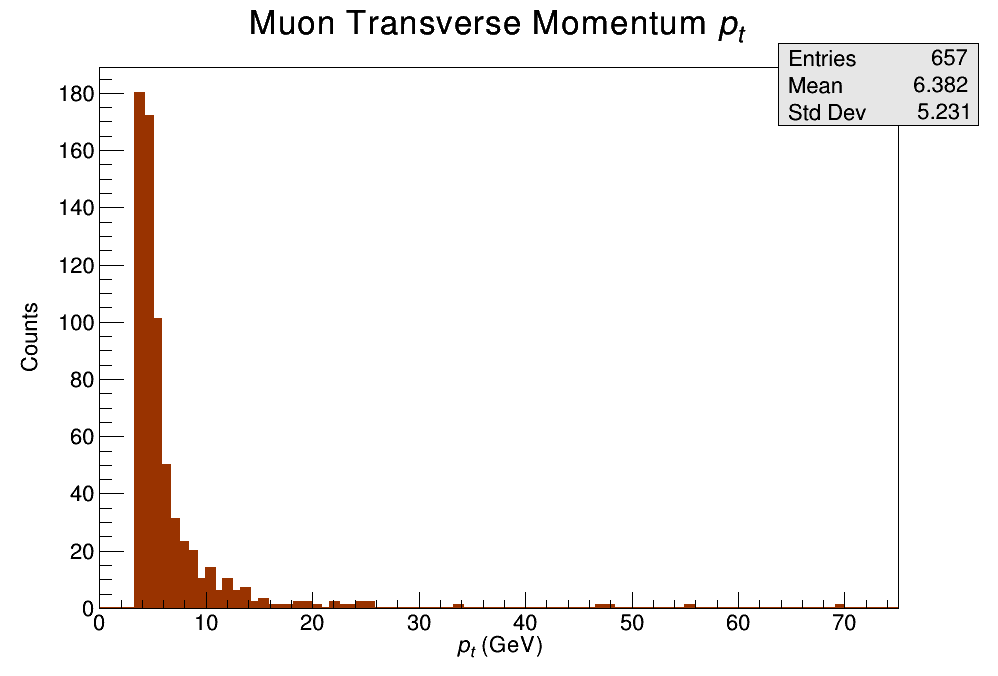 Muon Transverse Momentum pt
Entries 657
Mean 6.382
Std Dev 5.231
180
160
140
120
100
80
60
40
20
0
Counts
0 10 20 30 40 50 60 70
pt (GeV)